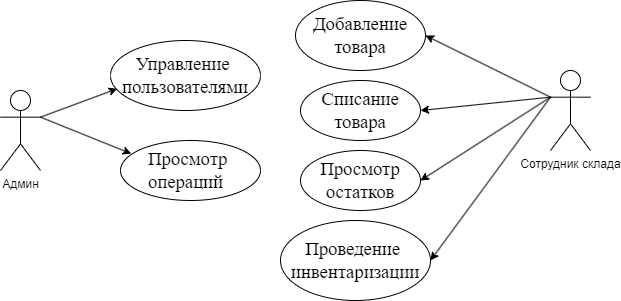 Добавление
товара
Управление
пользователями
Списание
товара
Просмотр
операций
Просмотр
остатков
Админ
Сотрудник склада
Проведение
инвентаризации